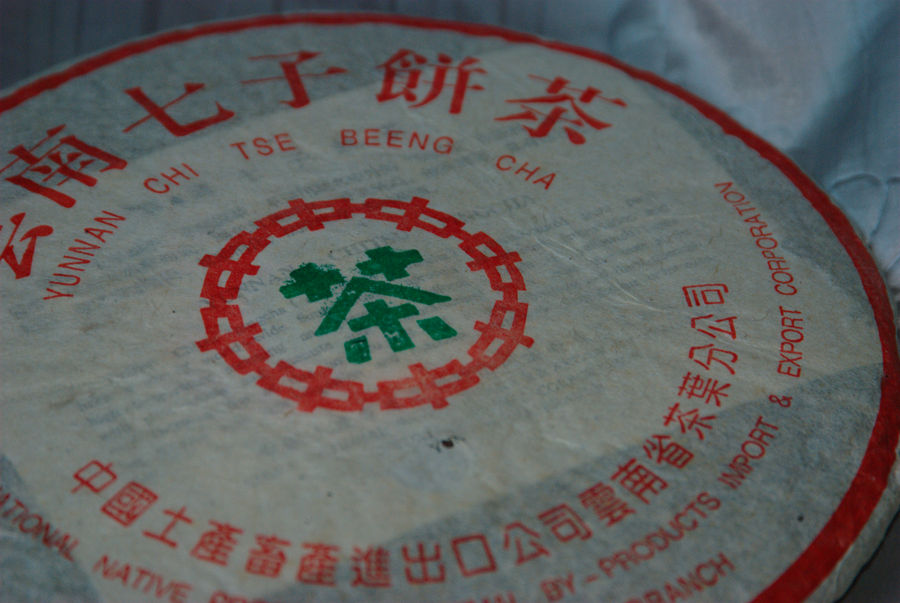 云南七子餅茶
YUNNAN CHI TSE BEENG CHA
茶
中國土產畜產進出口公司雲南省茶葉分公司
NATIONAL NATIVE BY-PRODUCTS IMPORT & EXPORT CORPORATION
BRANCH